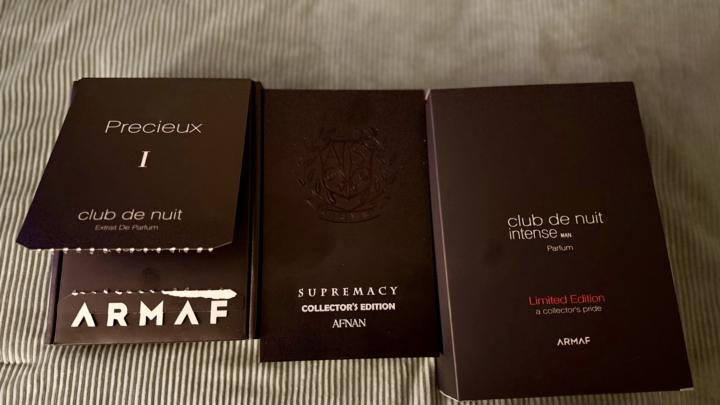 Precieux
I
club de nuit
Extrait De Parfum
ARMAF
SUPREMACY
COLLECTOR'S EDITION
AFNAN
club de nuit
intense MAN
Parfum
Limited Edition
a collector's pride
ARMAF